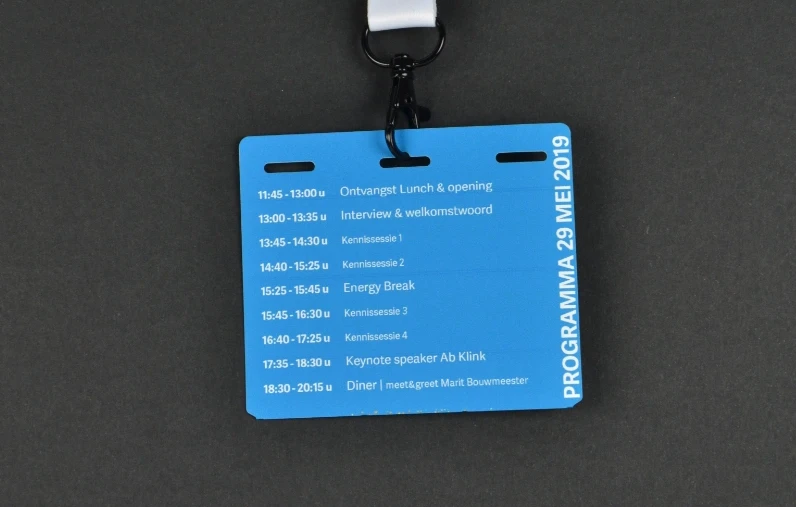 11:45 - 13:00 u Ontvangst Lunch & opening
13:00 - 13:35 u Interview & welkomstwoord
13:45 - 14:30 u Kennissessie 1
14:40 - 15:25 u Kennissessie 2
15:25 - 15:45 u Energy Break
15:45 - 16:30 u Kennissessie 3
16:40 - 17:25 u Kennissessie 4
17:35 - 18:30 u Keynote speaker Ab Klink
18:30 - 20:15 u Diner | meet&greet Marit Bouwmeester
PROGRAMMA 29 MEI 2019